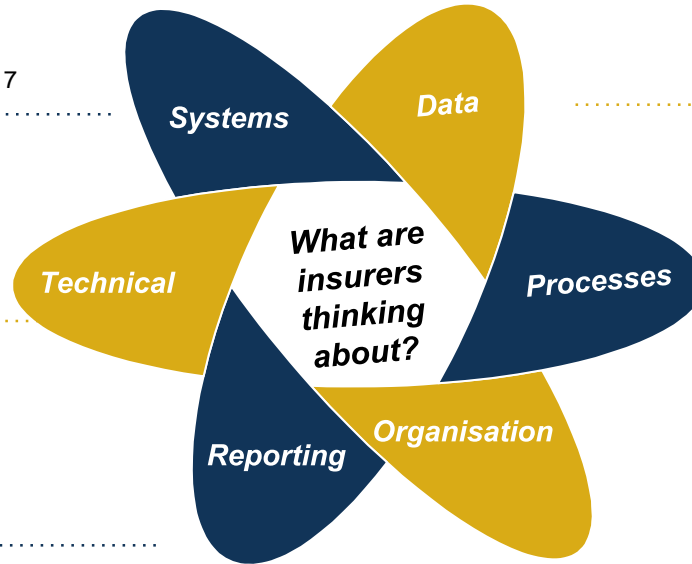 7
Systems
Data
What are
insurers
thinking
about?
Technical
Processes
Organisation
Reporting